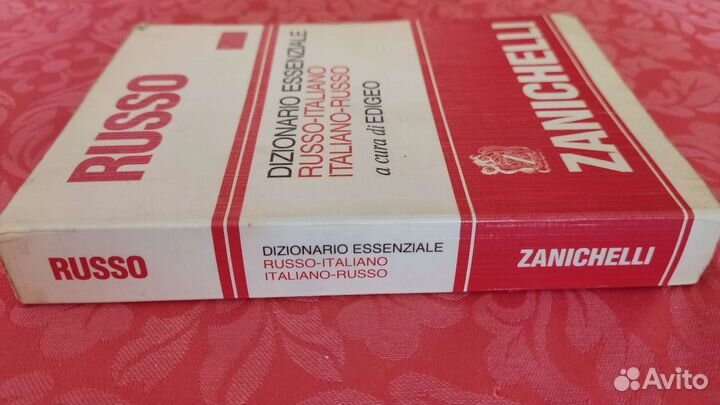 RUSSO
DIZIONARIO ESSENZIALE
RUSSO-ITALIANO
ITALIANO-RUSSO
a cura di EDIGEO
Z
ZANICHELLI
RUSSO
DIZIONARIO ESSENZIALE
RUSSO-ITALIANO
ITALIANO-RUSSO
ZANICHELLI
Avito